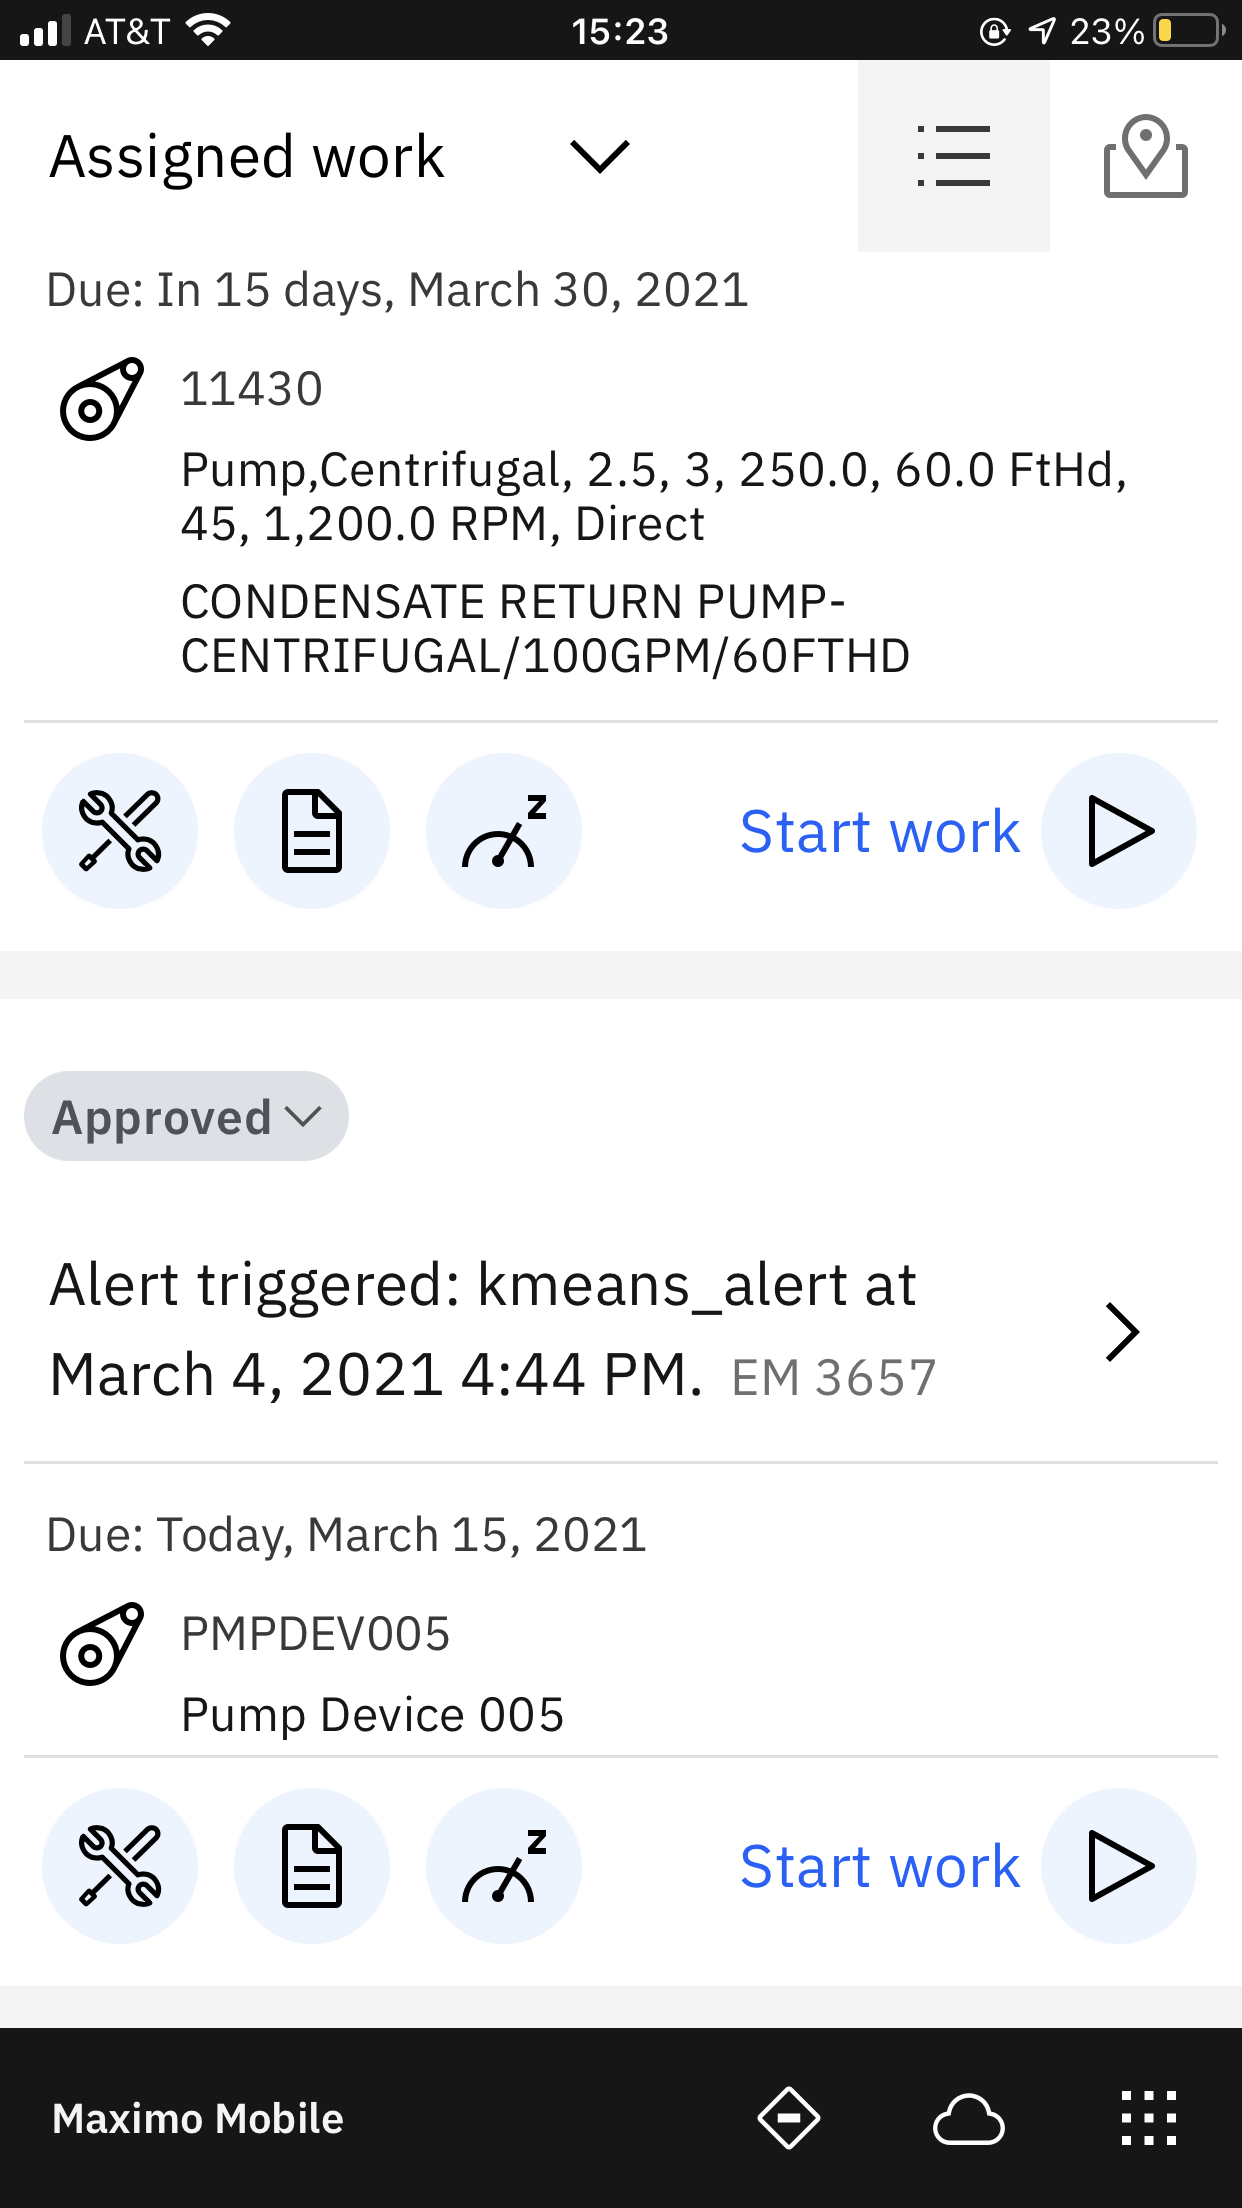 AT&T 15:23 23%
Assigned work
Due: In 15 days, March 30, 2021
11430
Pump,Centrifugal, 2.5, 3, 250.0, 60.0 FtHd,
45, 1,200.0 RPM, Direct
CONDENSATE RETURN PUMP-
CENTRIFUGAL/100GPM/60FTHD
Start work
Approved
Alert triggered: kmeans_alert at
March 4, 2021 4:44 PM. EM 3657
Due: Today, March 15, 2021
PMPDEV005
Pump Device 005
Start work
Maximo Mobile